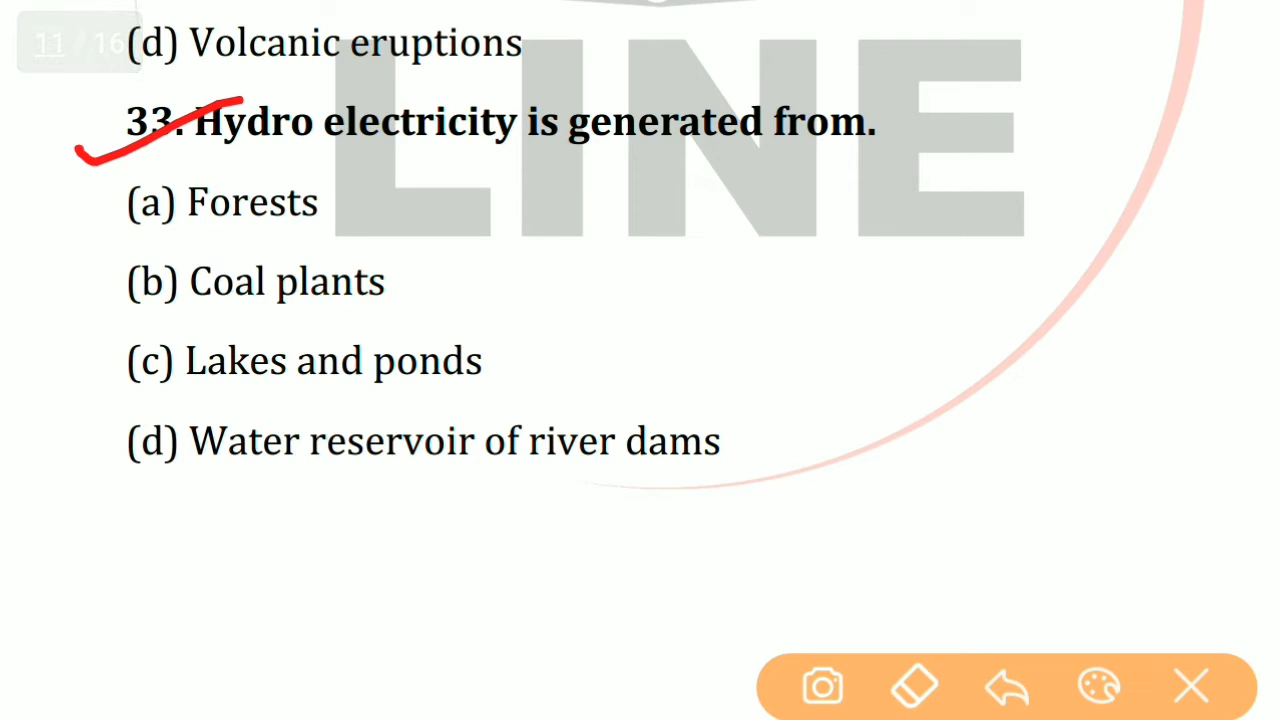 11 / 16
(d) Volcanic eruptions
LINE
33. Hydro electricity is generated from.
(a) Forests
(b) Coal plants
(c) Lakes and ponds
(d) Water reservoir of river dams